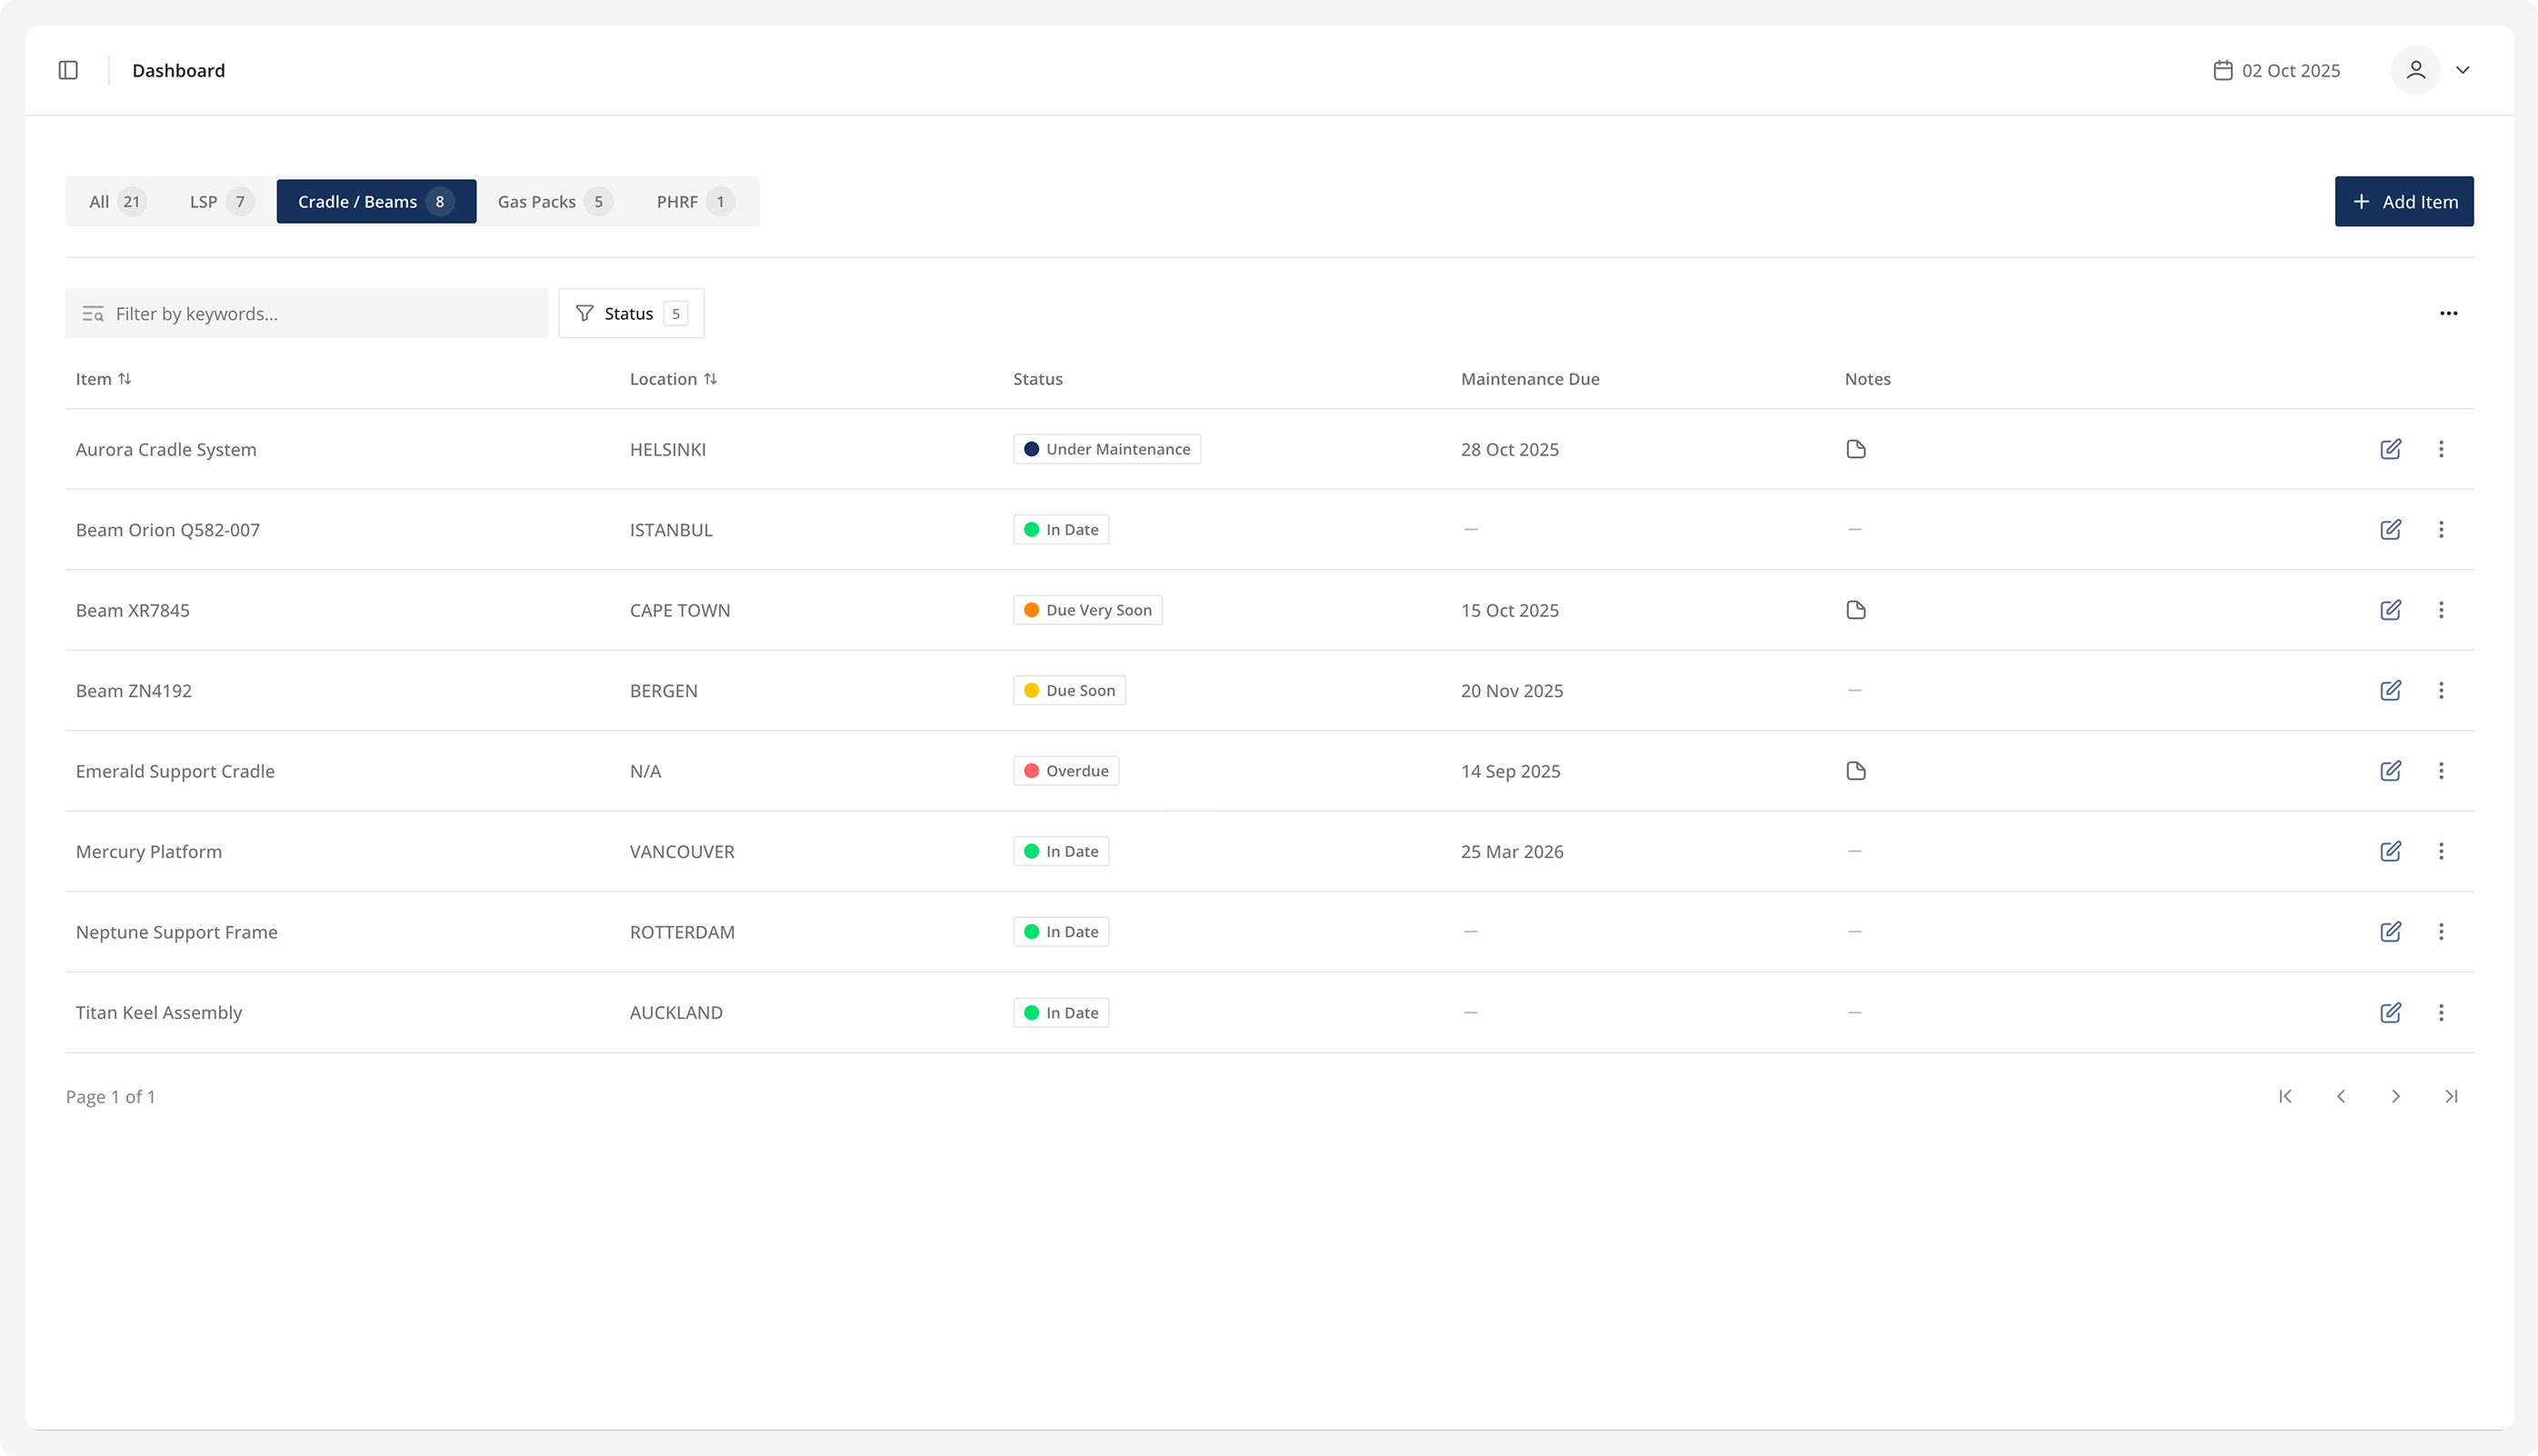 Dashboard
02 Oct 2025
All 21 LSP 7 Cradle / Beams 8 Gas Packs 5 PHRF 1
Add Item
Filter by keywords...
Status 5
Item Location Status Maintenance Due Notes
Aurora Cradle System HELSINKI Under Maintenance 28 Oct 2025
Beam Orion Q582-007 ISTANBUL In Date —  —
Beam XR7845 CAPE TOWN Due Very Soon 15 Oct 2025
Beam ZN4192 BERGEN Due Soon 20 Nov 2025 —
Emerald Support Cradle N/A Overdue 14 Sep 2025
Mercury Platform VANCOUVER In Date 25 Mar 2026 —
Neptune Support Frame ROTTERDAM In Date — —
Titan Keel Assembly AUCKLAND In Date — —
Page 1 of 1